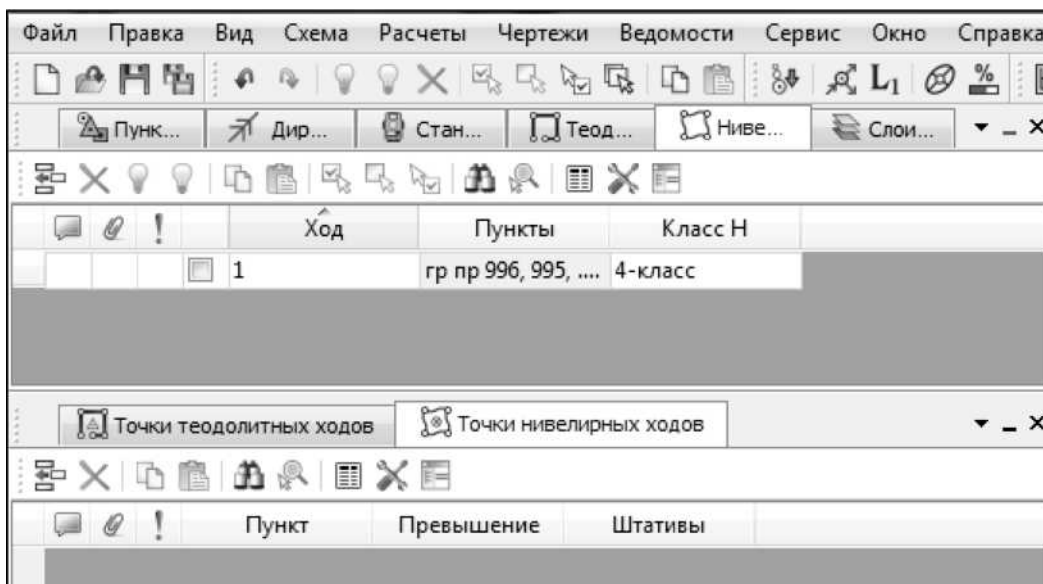 Файл Правка Вид Схема Расчеты Чертежи Ведомости Сервис Окно Справка
L1 %
Пунк... Дир... Стан... Теод... Ниве... Слои...
Ход Пункты Класс H
1 гр пр 996, 995, .... 4-класс
Точки теодолитных ходов Точки нивелирных ходов
Пункт Превышение Штативы